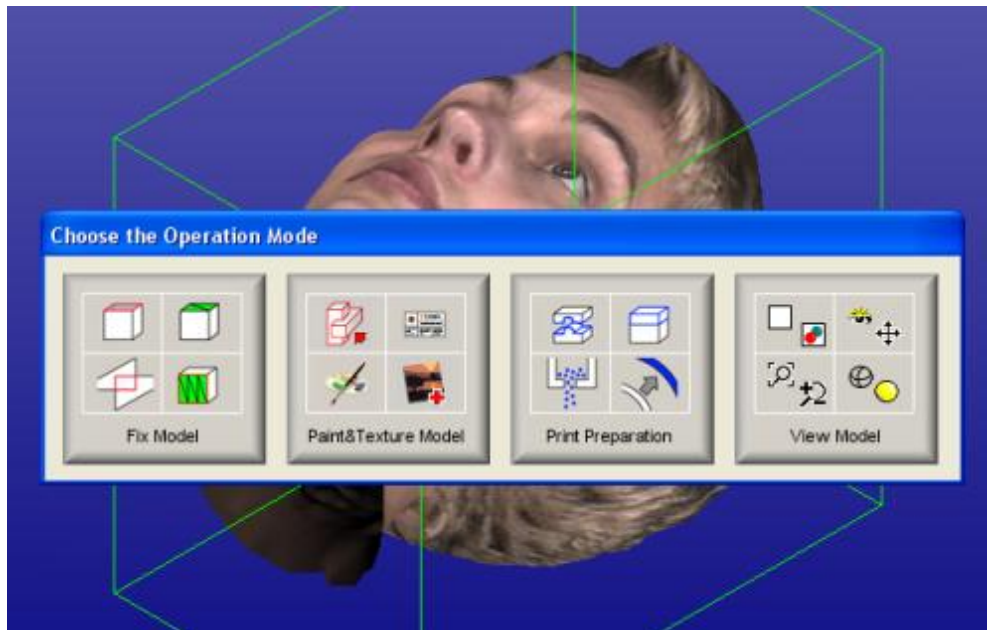 Choose the Operation Mode
Fix Model
Paint&Texture Model
Print Preparation
View Model